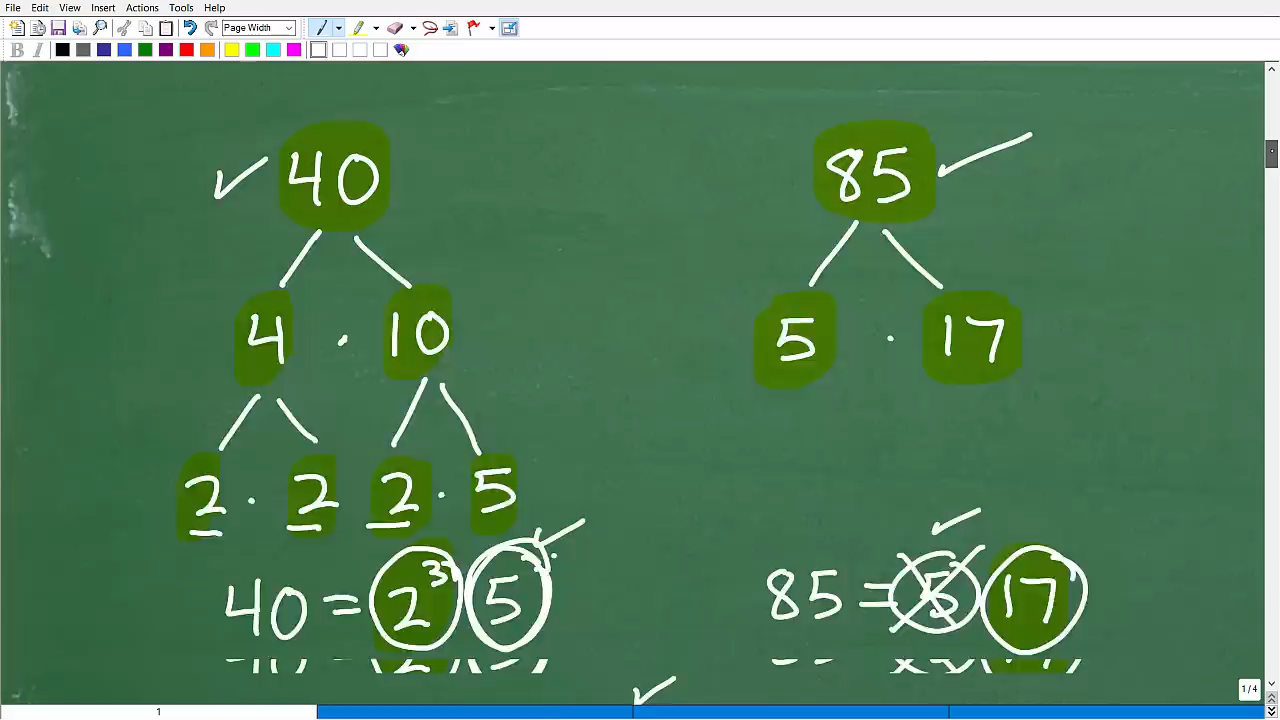 File Edit View Insert Actions Tools Help
Page Width
B I
40 85
4 · 10 5 · 17
2 · 2 2 · 5
40 = 2³ 5 85 = 5 17
1/4
1